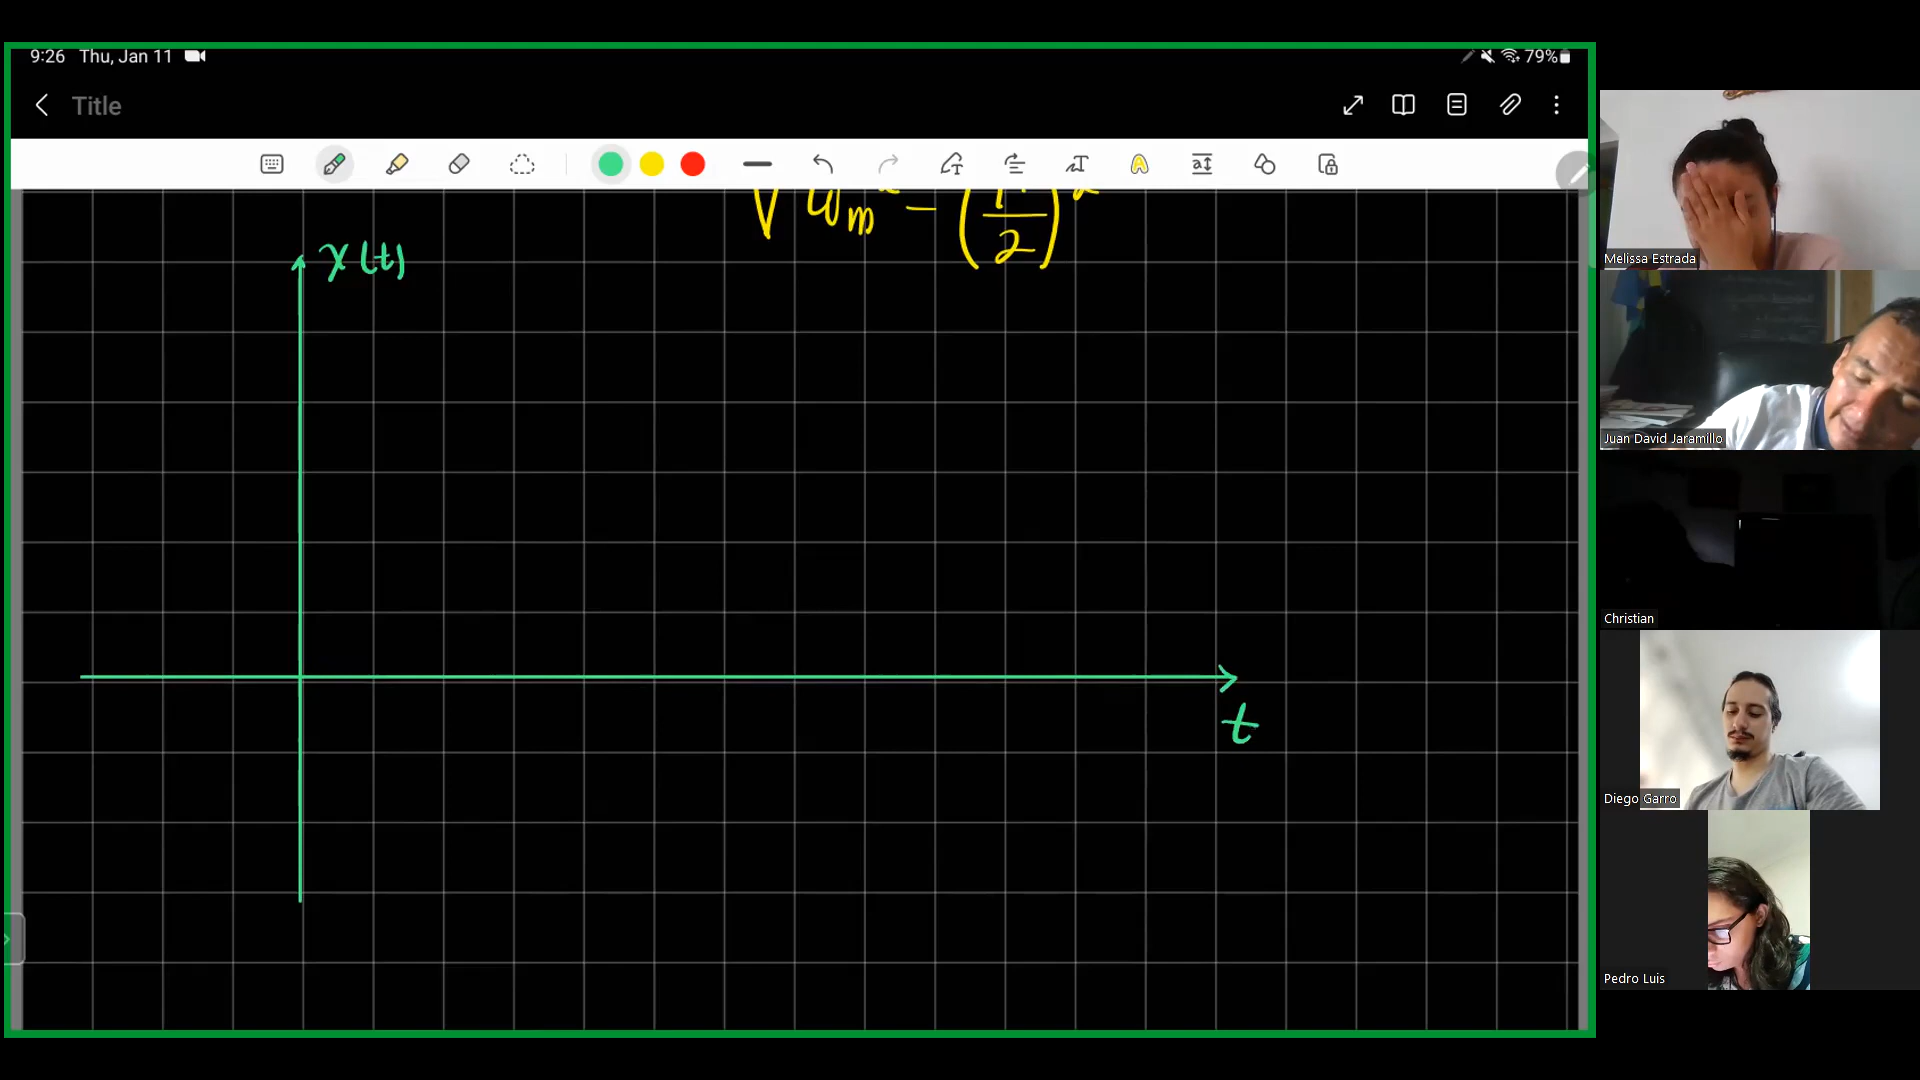 9:26 Thu, Jan 11 79%
Title
x(t)
t
Melissa Estrada
Juan David Jaramillo
Christian
Diego Garro
Pedro Luis